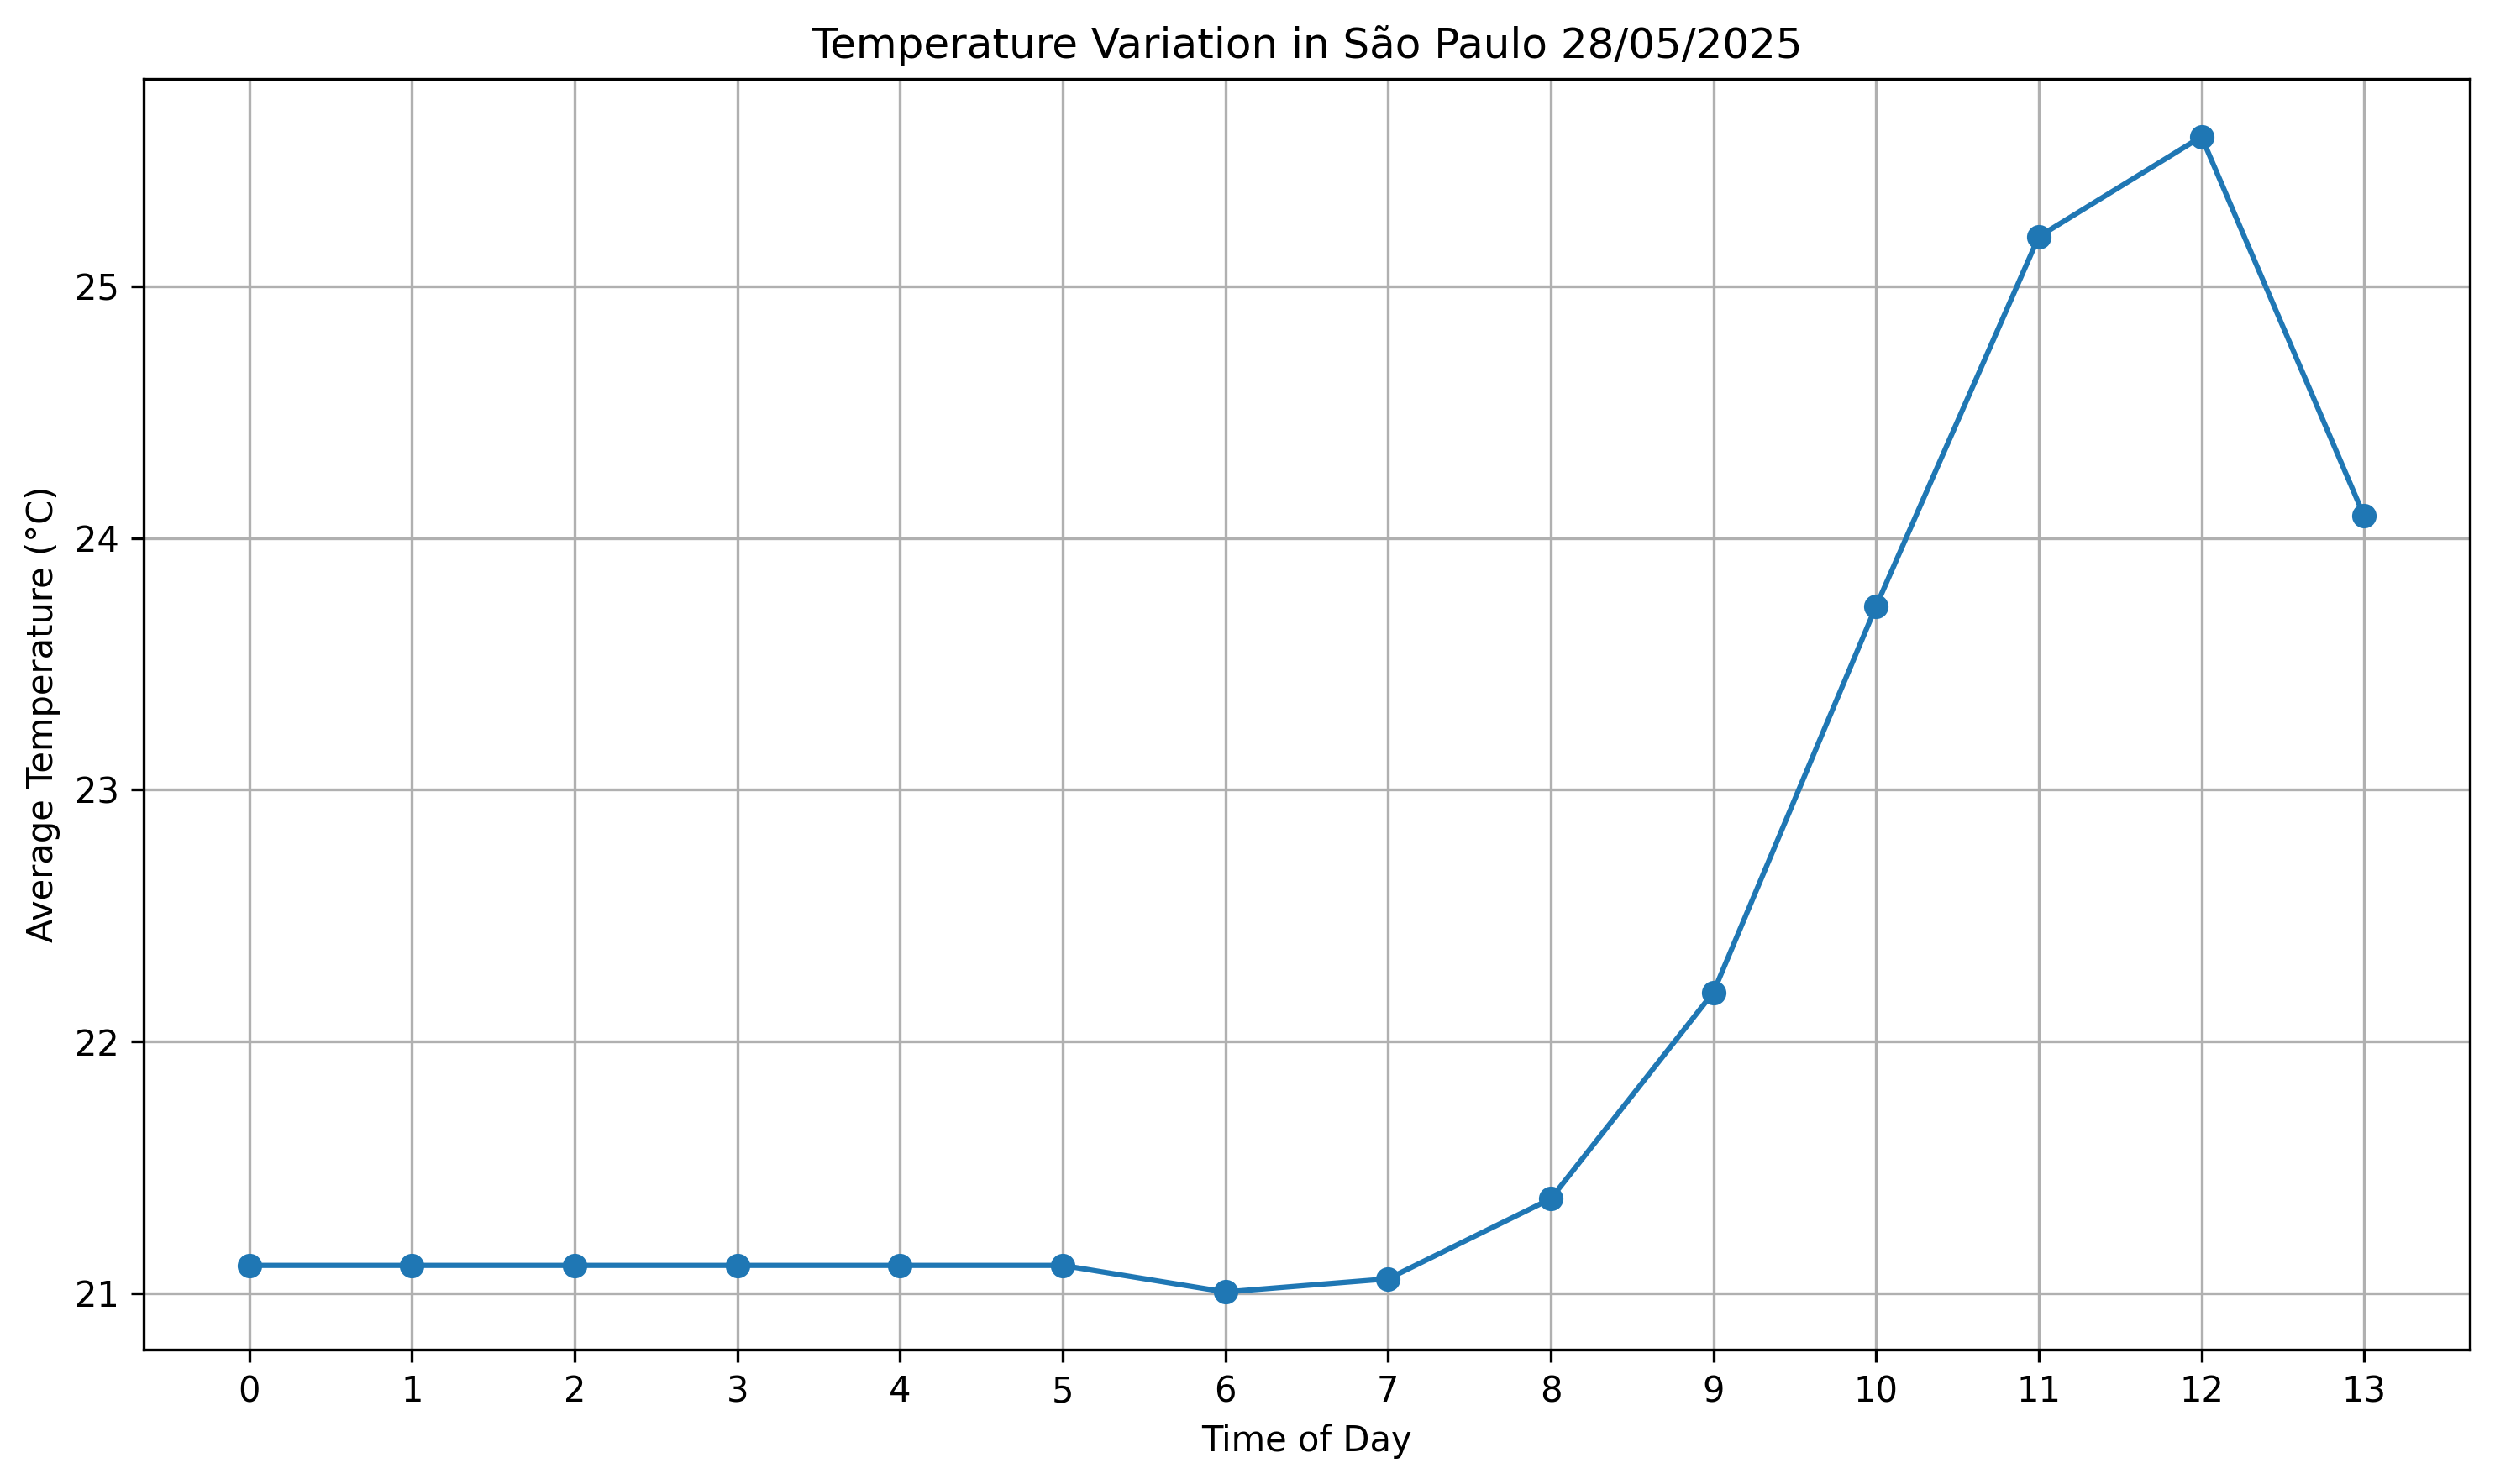 Temperature Variation in São Paulo 28/05/2025
Average Temperature (°C)
25
24
23
22
21
0 1 2 3 4 5 6 7 8 9 10 11 12 13
Time of Day